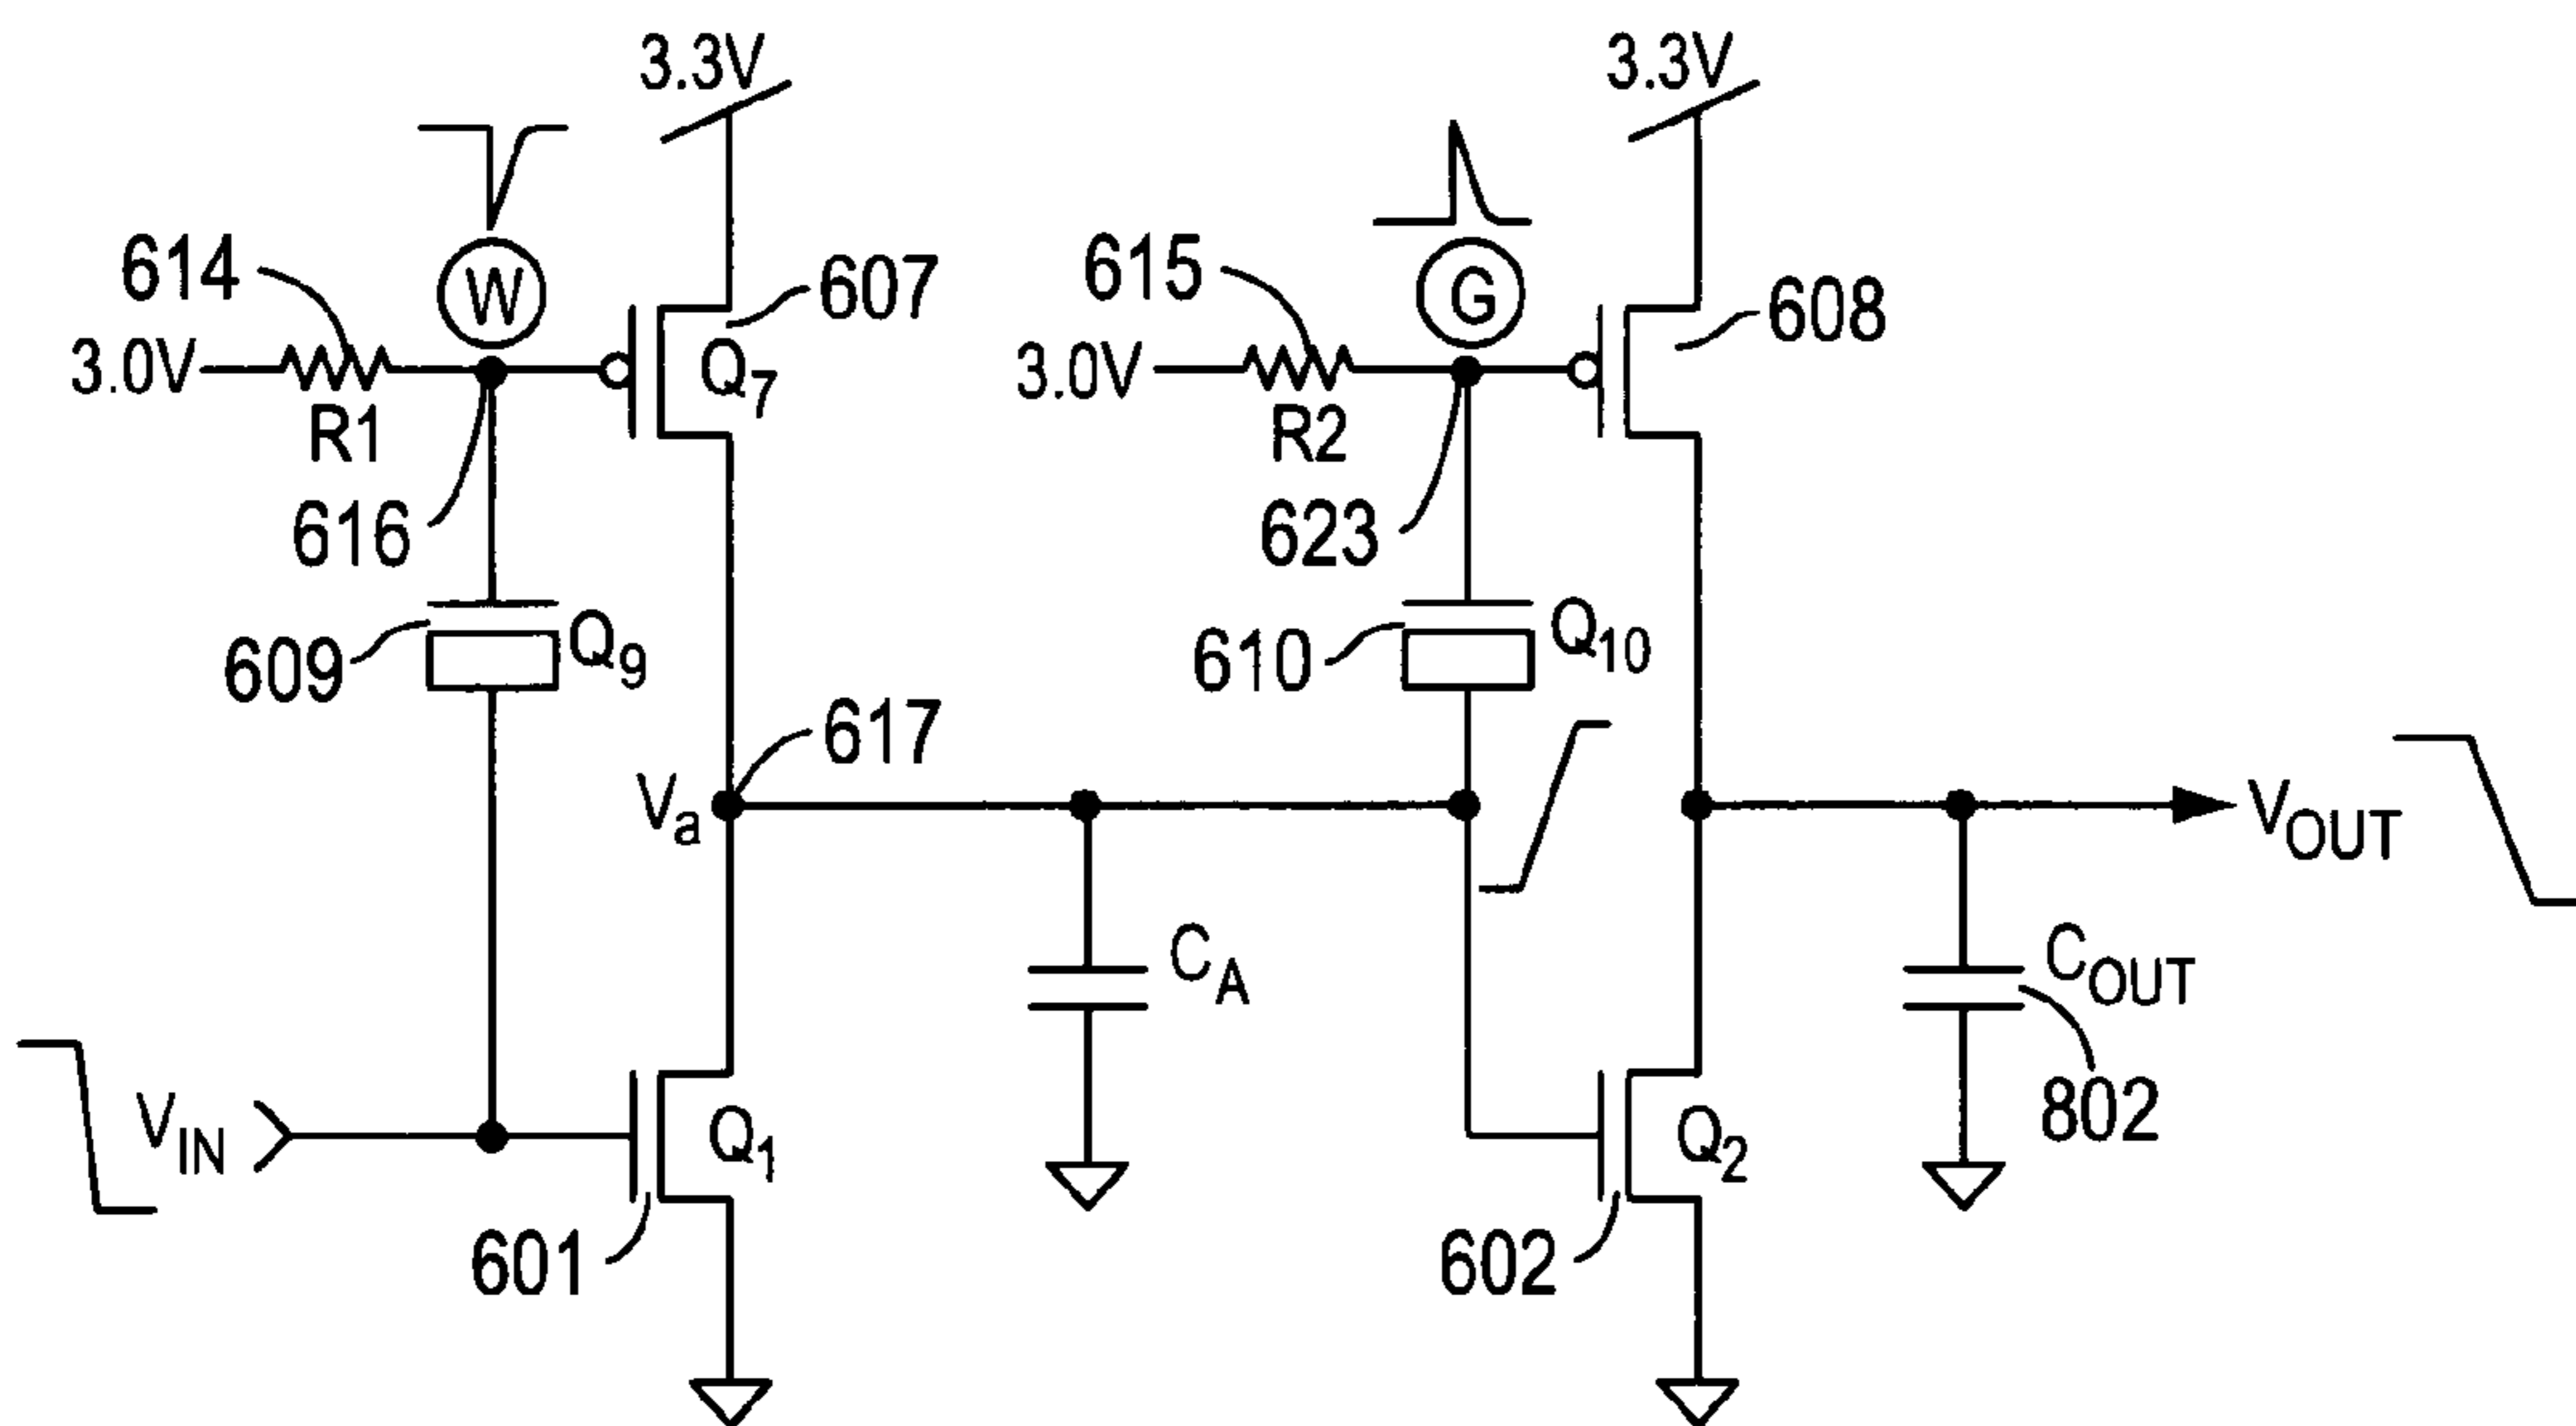 3.3V
3.3V
614
W
607
615
G
608
3.0V
Q7
3.0V
R1
R2
616
623
609
Q9
610
Q10
617
Va
VOUT
CA
COUT
VIN
Q1
Q2
802
601
602